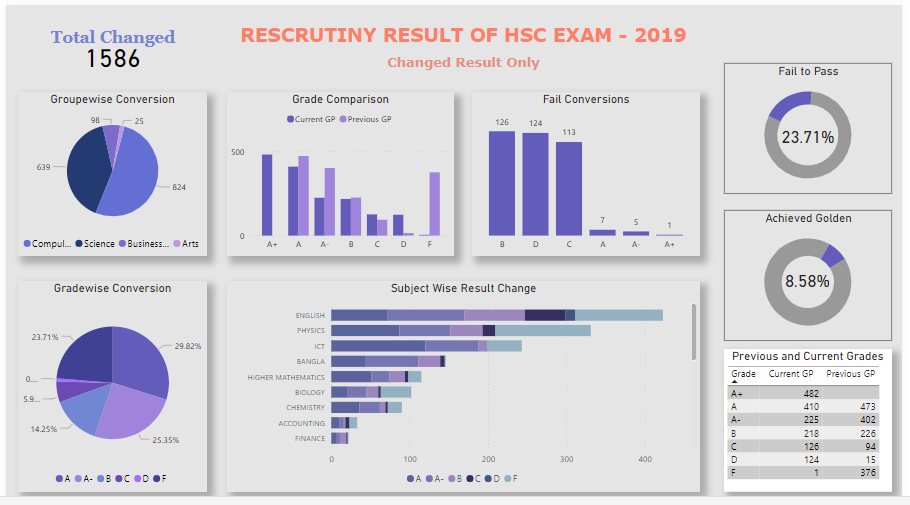 Total Changed
1586
RESCRUTINY RESULT OF HSC EXAM - 2019
Changed Result Only
Groupewise Conversion
98
25
639
824
Compul... Science Business... Arts
Grade Comparison
Current GP Previous GP
500
0
A+ A A- B C D F
Fail Conversions
126 124 113 7 5 1
B D C A A- A+
Fail to Pass
23.71%
Achieved Golden
8.58%
Gradewise Conversion
23.71%
29.82%
0...
5.9...
14.25%
25.35%
A A- B C D F
Subject Wise Result Change
ENGLISH
PHYSICS
ICT
BANGLA
HIGHER MATHEMATICS
BIOLOGY
CHEMISTRY
ACCOUNTING
FINANCE
0 100 200 300 400
A A- B C D F
Previous and Current Grades
Grade Current GP Previous GP
A+ 482
A 410 473
A- 225 402
B 218 226
C 126 94
D 124 15
F 1 376